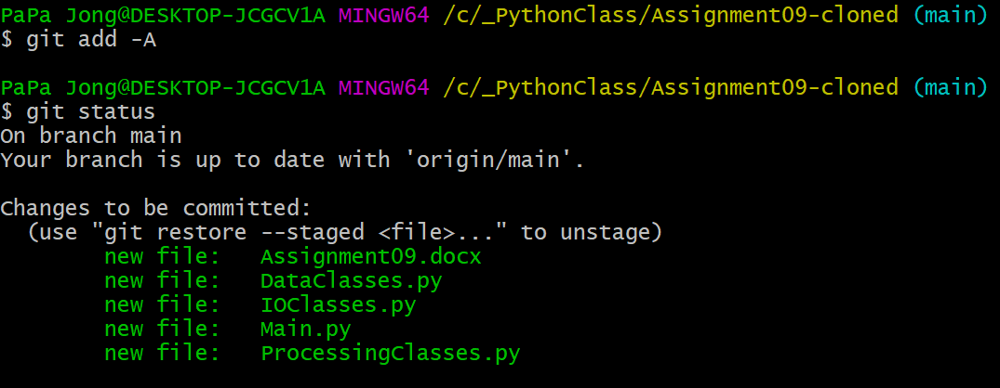 PaPa Jong@DESKTOP-JCGCV1A MINGW64 /c/_PythonClass/Assignment09-cloned (main)
$ git add -A
PaPa Jong@DESKTOP-JCGCV1A MINGW64 /c/_PythonClass/Assignment09-cloned (main)
$ git status
On branch main
Your branch is up to date with 'origin/main'.
Changes to be committed:
  (use "git restore --staged <file>..." to unstage)
        new file:   Assignment09.docx
        new file:   DataClasses.py
        new file:   IOClasses.py
        new file:   Main.py
        new file:   ProcessingClasses.py